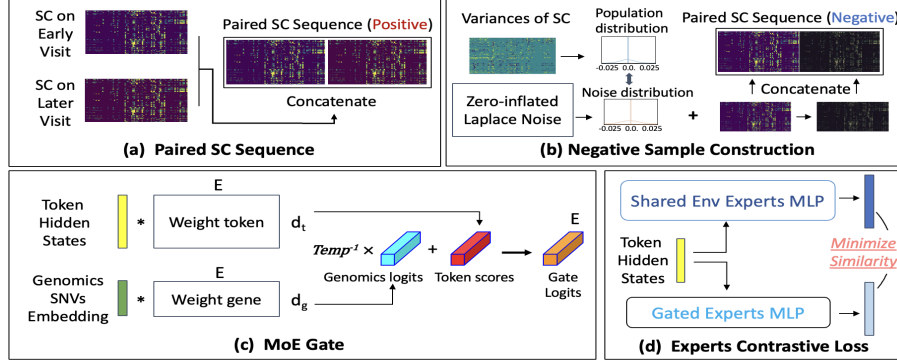 SC on
Early
Visit
SC on
Later
Visit
Paired SC Sequence (Positive)
Concatenate
(a) Paired SC Sequence
Variances of SC
Population
distribution
-0.025 0.0. 0.025
Noise distribution
-0.025 0.0. 0.025
Zero-inflated
Laplace Noise
+
Paired SC Sequence (Negative)
Concatenate
(b) Negative Sample Construction
Token
Hidden
States
*
E
Weight token
dt
Genomics
SNVs
Embedding
*
E
Weight gene
dg
Temp⁻¹ ×
Genomics logits
+
Token scores
E
Gate
Logits
(c) MoE Gate
Shared Env Experts MLP
Token
Hidden
States
Gated Experts MLP
Minimize
Similarity
(d) Experts Contrastive Loss